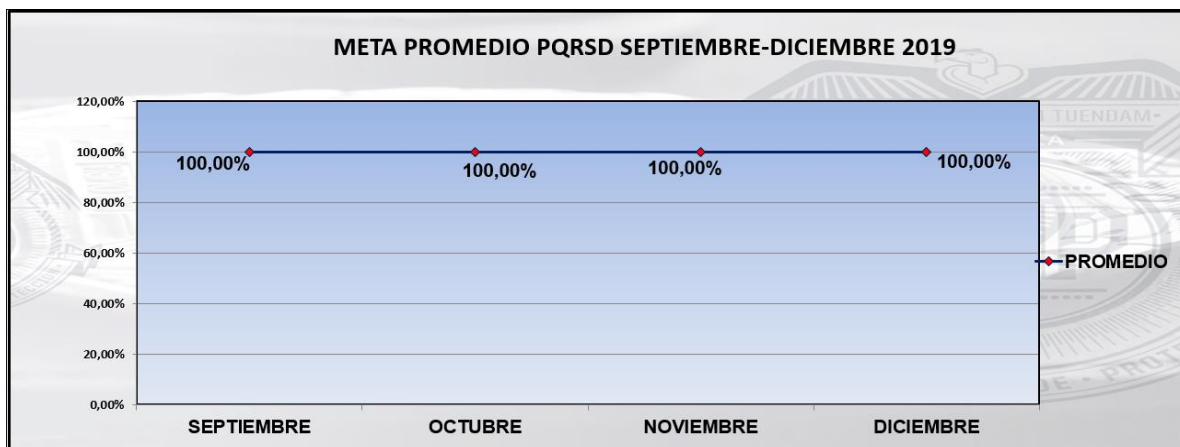 META PROMEDIO PQRSD SEPTIEMBRE-DICIEMBRE 2019
120,00%
100,00%
80,00%
60,00%
40,00%
20,00%
0,00%
100,00%
100,00%
100,00%
100,00%
SEPTIEMBRE OCTUBRE NOVIEMBRE DICIEMBRE
PROMEDIO
TUENDAM